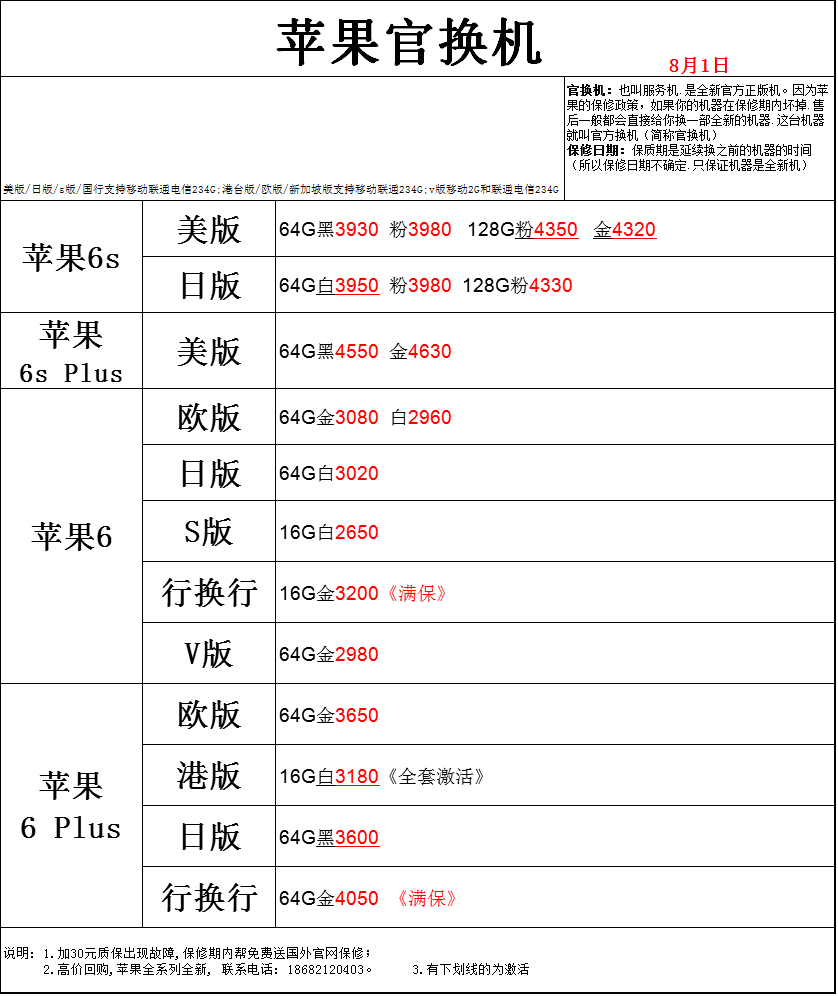 苹果官换机
8月1日
官换机：也叫服务机.是全新官方正版机。因为苹
果的保修政策，如果你的机器在保修期内坏掉.售
后一般都会直接给你换一部全新的机器.这台机器
就叫官方换机（简称官换机）
保修日期：保质期是延续换之前的机器的时间
（所以保修日期不确定.只保证机器是全新机）
美版/日版/s版/国行支持移动联通电信234G;港台版/欧版/新加坡版支持移动联通234G;v版移动2G和联通电信234G
苹果6s
美版
64G黑3930 粉3980 128G粉4350 金4320
日版
64G白3950 粉3980 128G粉4330
苹果
6s Plus
美版
64G黑4550 金4630
苹果6
欧版
64G金3080 白2960
日版
64G白3020
S版
16G白2650
行换行
16G金3200《满保》
V版
64G金2980
苹果
6 Plus
欧版
64G金3650
港版
16G白3180《全套激活》
日版
64G黑3600
行换行
64G金4050 《满保》
说明：1.加30元质保出现故障,保修期内帮免费送国外官网保修；
2.高价回购,苹果全系列全新, 联系电话：18682120403。 3.有下划线的为激活